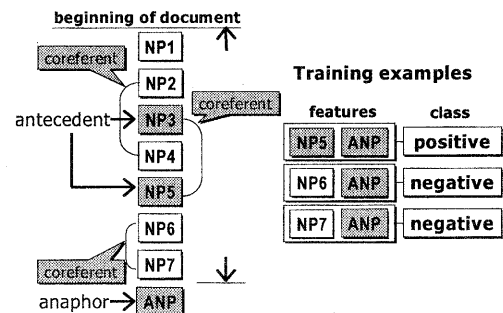 beginning of document
NP1
coreferent
NP2
antecedent
NP3
coreferent
NP4
NP5
NP6
coreferent
NP7
anaphor
ANP
Training examples
features class
NP5 ANP positive
NP6 ANP negative
NP7 ANP negative